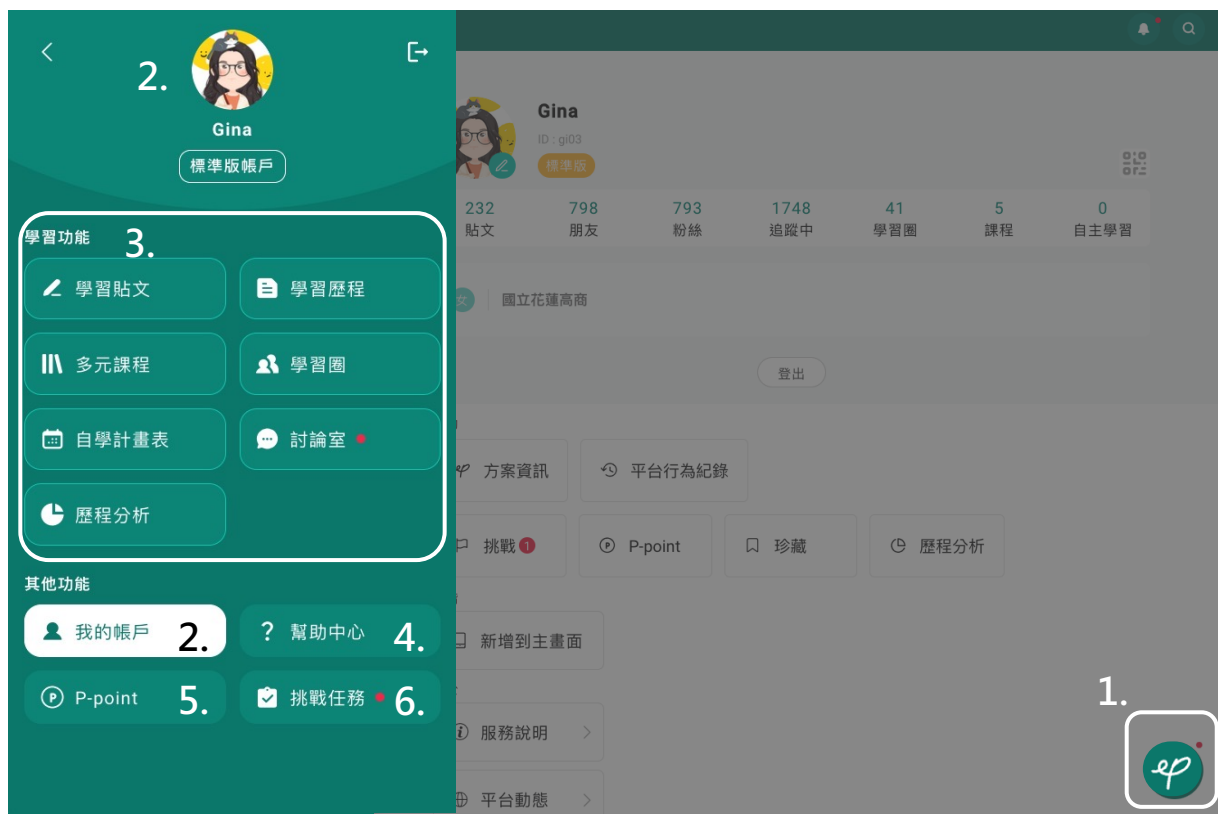 2.
Gina
標準版帳戶
學習功能
3.
學習貼文
學習歷程
多元課程
學習圈
自學計畫表
討論室
歷程分析
其他功能
我的帳戶 2.
? 幫助中心 4.
P-point 5.
挑戰任務 6.
Gina
ID : gi03
標準版
232 798 793 1748 41 5 0
貼文 朋友 粉絲 追蹤中 學習圈 課程 自主學習
女 國立花蓮高商
登出
方案資訊 平台行為紀錄
挑戰 1 P-point 珍藏 歷程分析
新增到主畫面
服務說明
平台動態
1.
ep